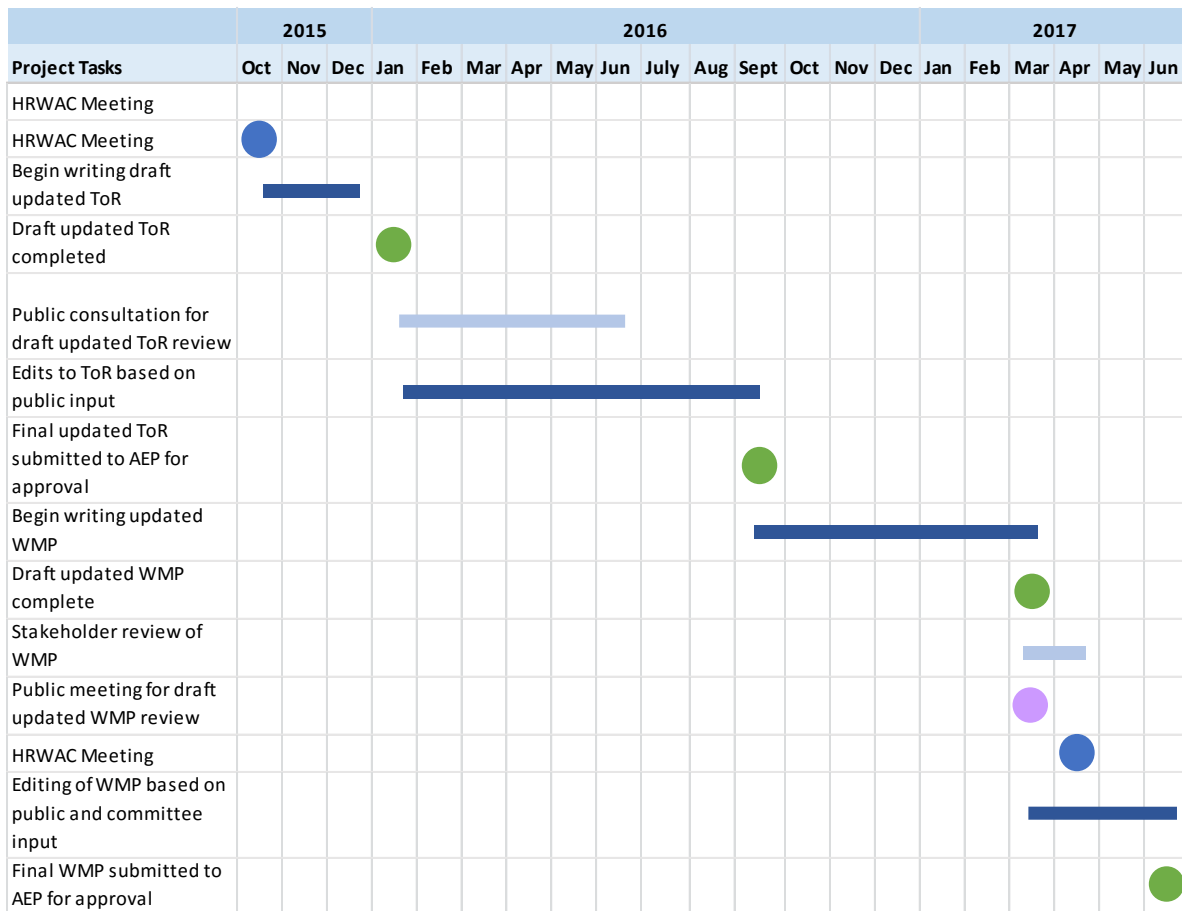 2015 2016 2017
Project Tasks Oct Nov Dec Jan Feb Mar Apr May Jun July Aug Sept Oct Nov Dec Jan Feb Mar Apr May Jun
HRWAC Meeting
HRWAC Meeting
Begin writing draft
updated ToR
Draft updated ToR
completed
Public consultation for
draft updated ToR review
Edits to ToR based on
public input
Final updated ToR
submitted to AEP for
approval
Begin writing updated
WMP
Draft updated WMP
complete
Stakeholder review of
WMP
Public meeting for draft
updated WMP review
HRWAC Meeting
Editing of WMP based on
public and committee
input
Final WMP submitted to
AEP for approval